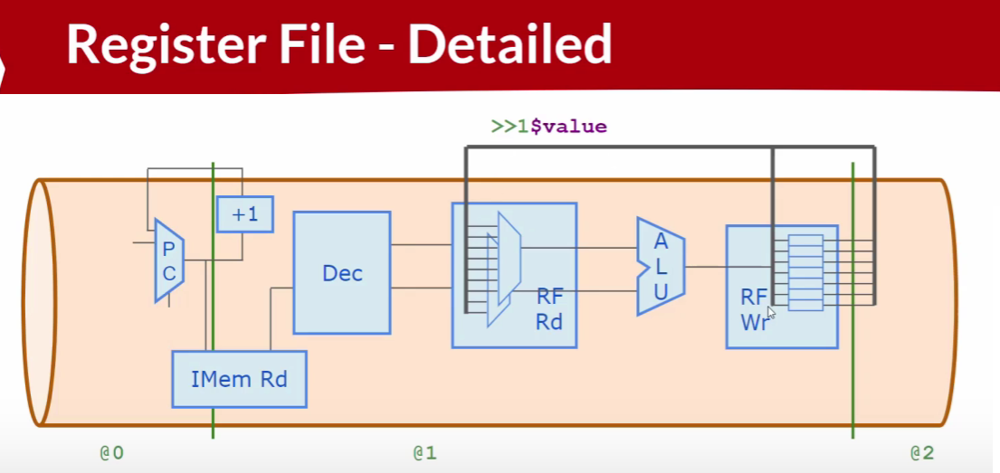 Register File - Detailed
>>1$value
+1
P
C
Dec
IMem Rd
RF
Rd
A
L
U
RF
Wr
@0
@1
@2